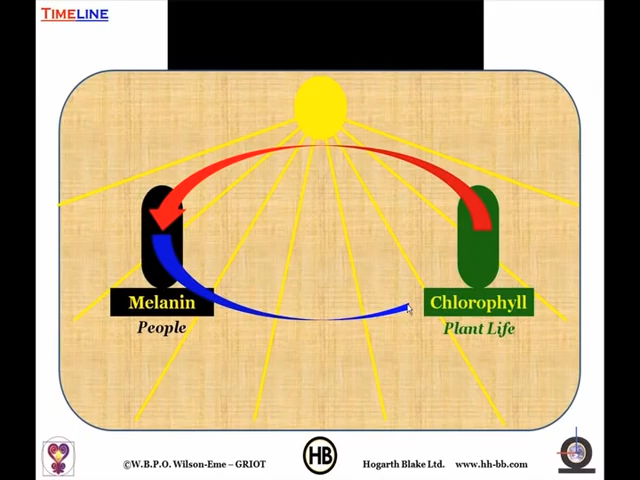 TIMELINE
Melanin
Chlorophyll
People
Plant Life
©W.B.P.O. Wilson-Eme – GRIOT
HB
Hogarth Blake Ltd.
www.hh-bb.com